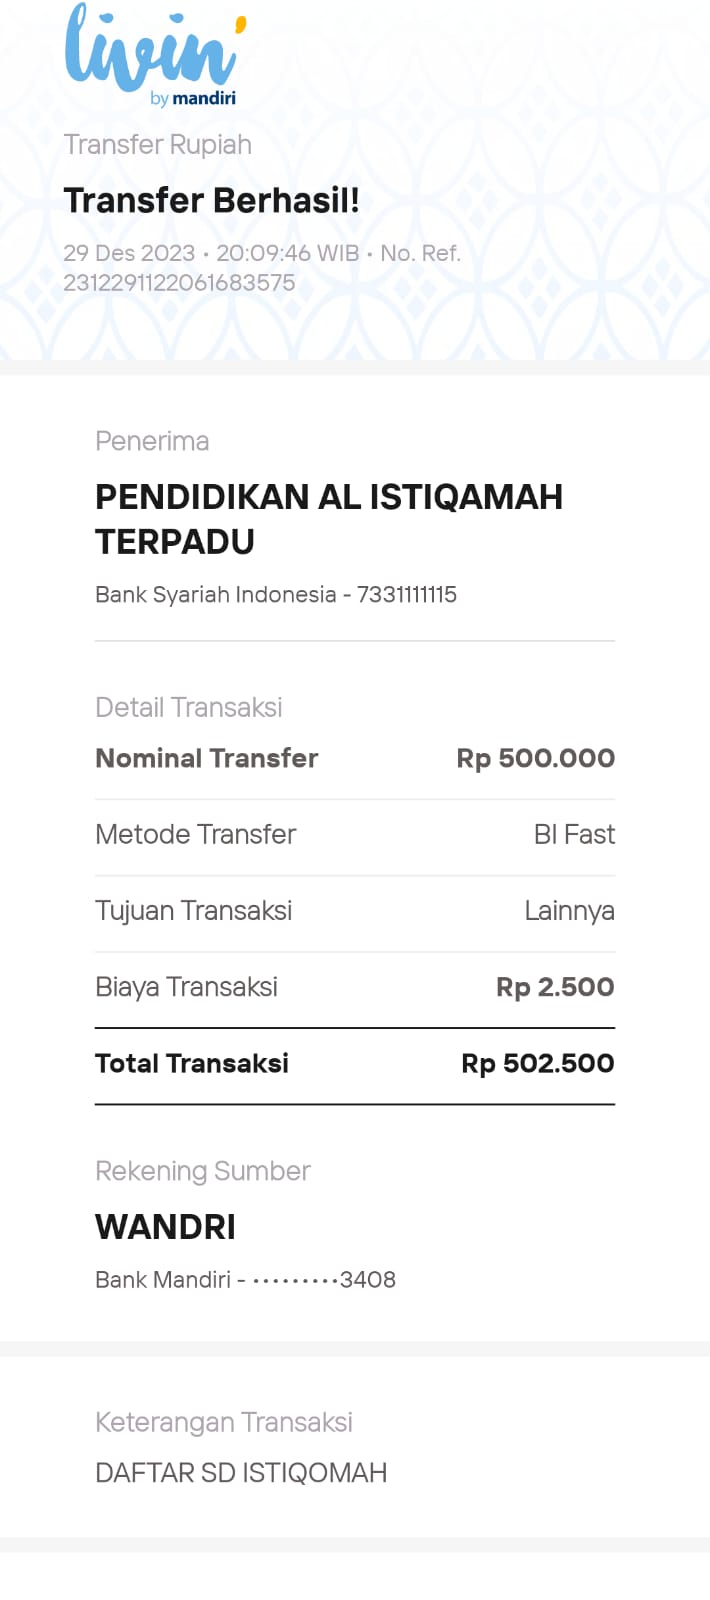 livin'
by mandiri
Transfer Rupiah
Transfer Berhasil!
29 Des 2023 • 20:09:46 WIB • No. Ref.
2312291122061683575
Penerima
PENDIDIKAN AL ISTIQAMAH
TERPADU
Bank Syariah Indonesia - 7331111115
Detail Transaksi
Nominal Transfer Rp 500.000
Metode Transfer BI Fast
Tujuan Transaksi Lainnya
Biaya Transaksi Rp 2.500
Total Transaksi Rp 502.500
Rekening Sumber
WANDRI
Bank Mandiri - •••••••••3408
Keterangan Transaksi
DAFTAR SD ISTIQOMAH